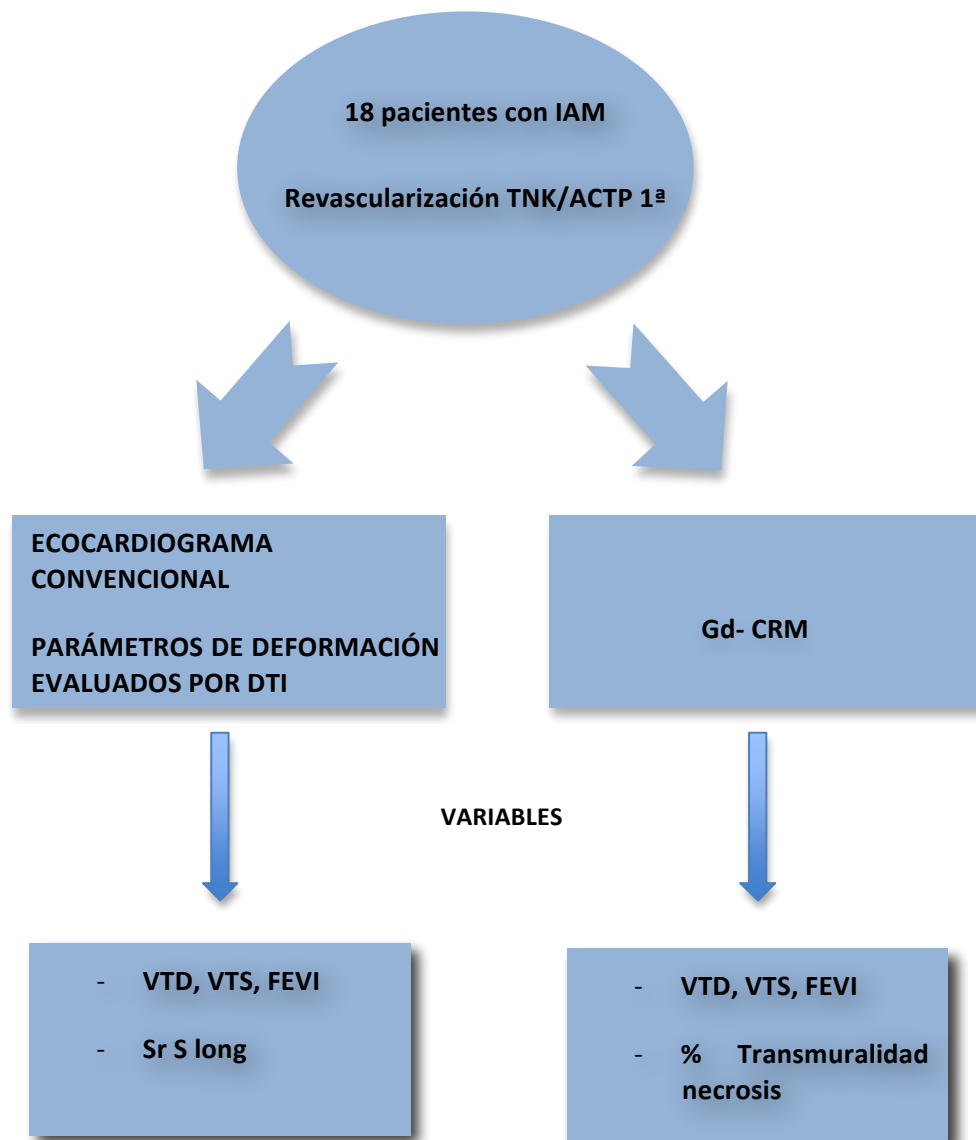 18 pacientes con IAM
Revascularización TNK/ACTP 1ª
ECOCARDIOGRAMA
CONVENCIONAL
PARÁMETROS DE DEFORMACIÓN
EVALUADOS POR DTI
Gd- CRM
VARIABLES
- VTD, VTS, FEVI
- Sr S long
- VTD, VTS, FEVI
- % Transmuralidad
necrosis